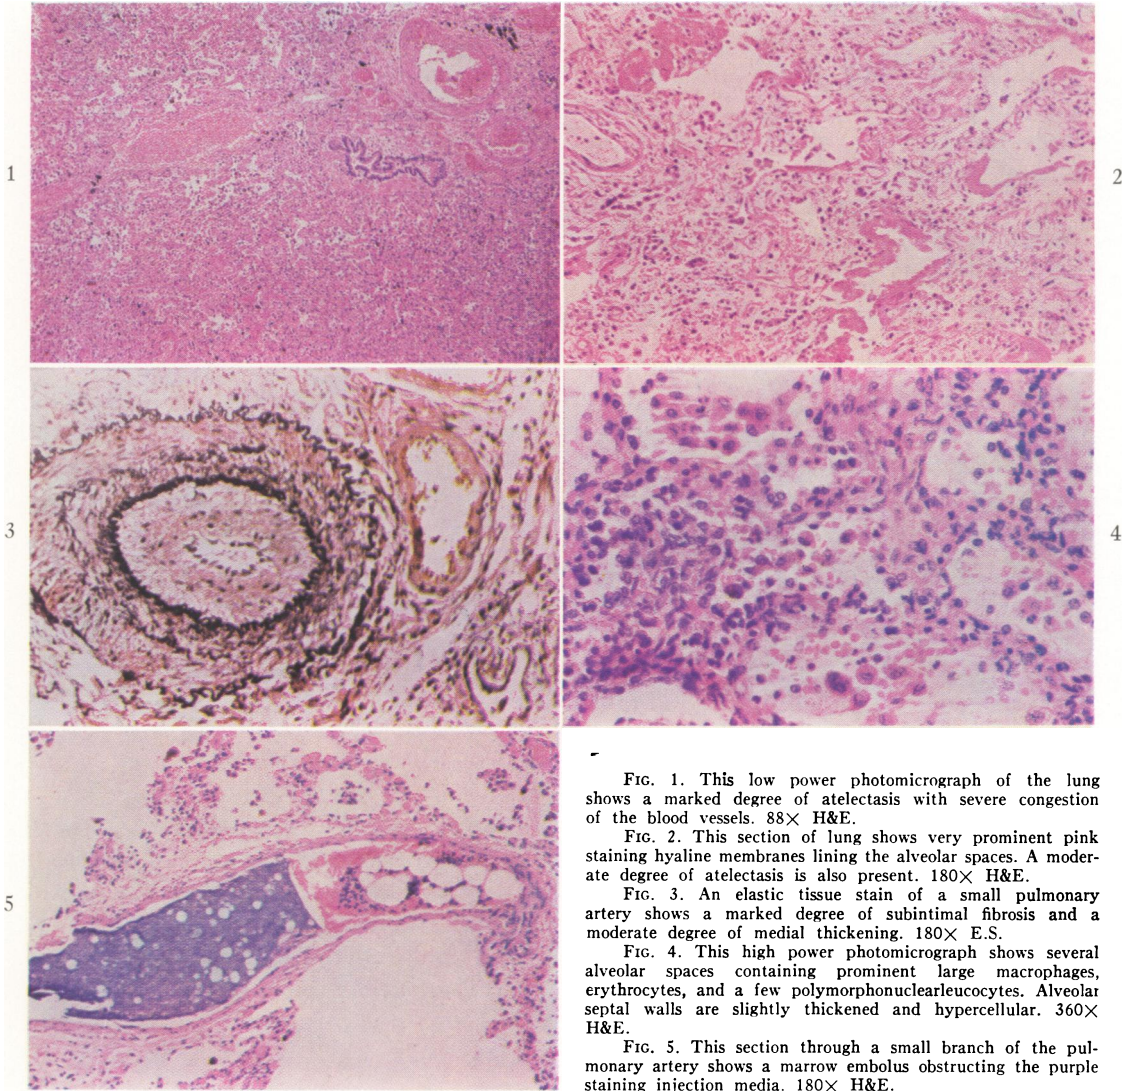 1
2
3
4
5
FIG. 1. This low power photomicrograph of the lung
shows a marked degree of atelectasis with severe congestion
of the blood vessels. 88× H&E.
FIG. 2. This section of lung shows very prominent pink
staining hyaline membranes lining the alveolar spaces. A moder-
ate degree of atelectasis is also present. 180× H&E.
FIG. 3. An elastic tissue stain of a small pulmonary
artery shows a marked degree of subintimal fibrosis and a
moderate degree of medial thickening. 180× E.S.
FIG. 4. This high power photomicrograph shows several
alveolar spaces containing prominent large macrophages,
erythrocytes, and a few polymorphonuclearleucocytes. Alveolar
septal walls are slightly thickened and hypercellular. 360×
H&E.
FIG. 5. This section through a small branch of the pul-
monary artery shows a marrow embolus obstructing the purple
staining injection media. 180× H&E.